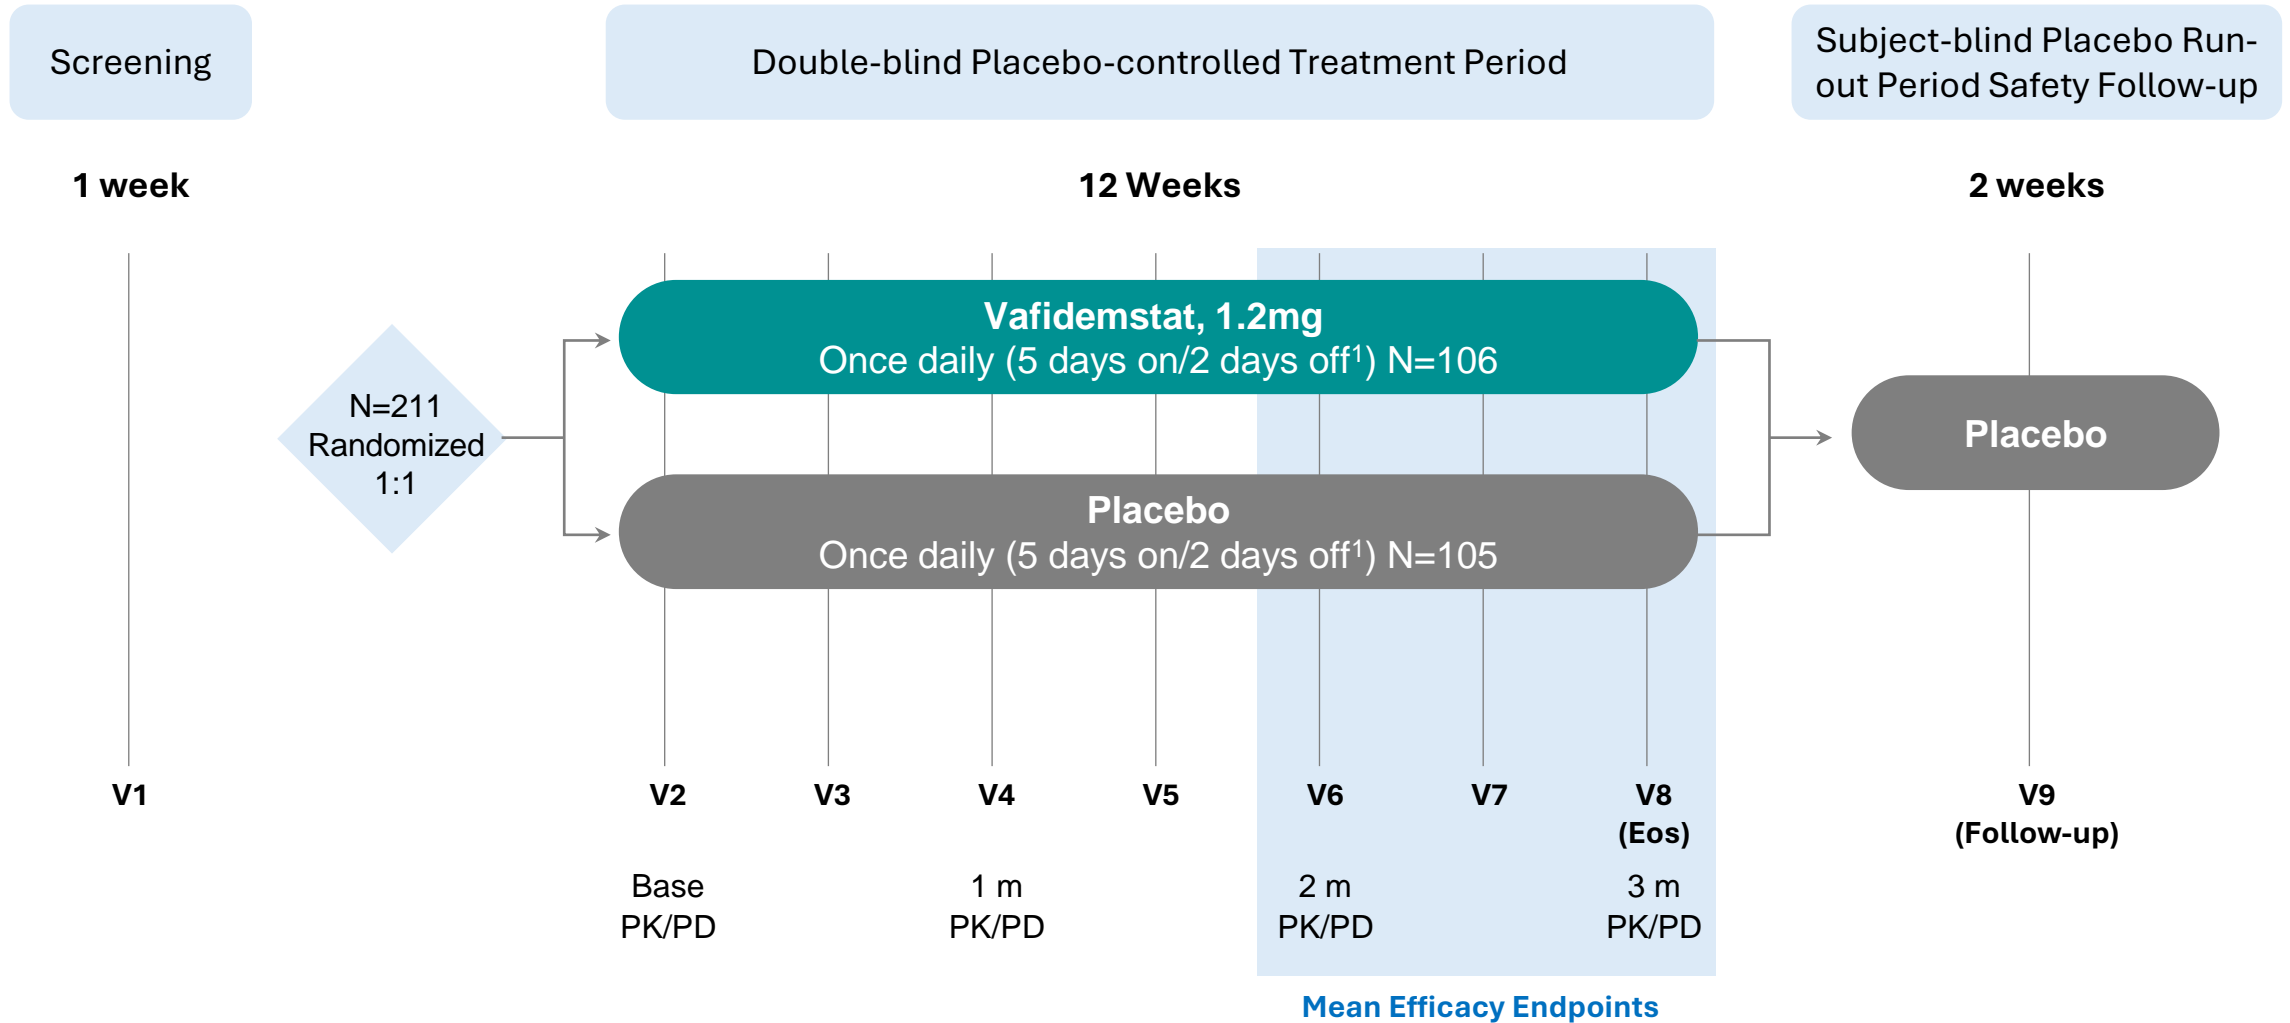 Screening
Double-blind Placebo-controlled Treatment Period
Subject-blind Placebo Run-
out Period Safety Follow-up
1 week
12 Weeks
2 weeks
N=211
Randomized
1:1
Vafidemstat, 1.2mg
Once daily (5 days on/2 days off¹) N=106
Placebo
Once daily (5 days on/2 days off¹) N=105
Placebo
V1
V2
V3
V4
V5
V6
V7
V8
(Eos)
V9
(Follow-up)
Base
PK/PD
1 m
PK/PD
2 m
PK/PD
3 m
PK/PD
Mean Efficacy Endpoints